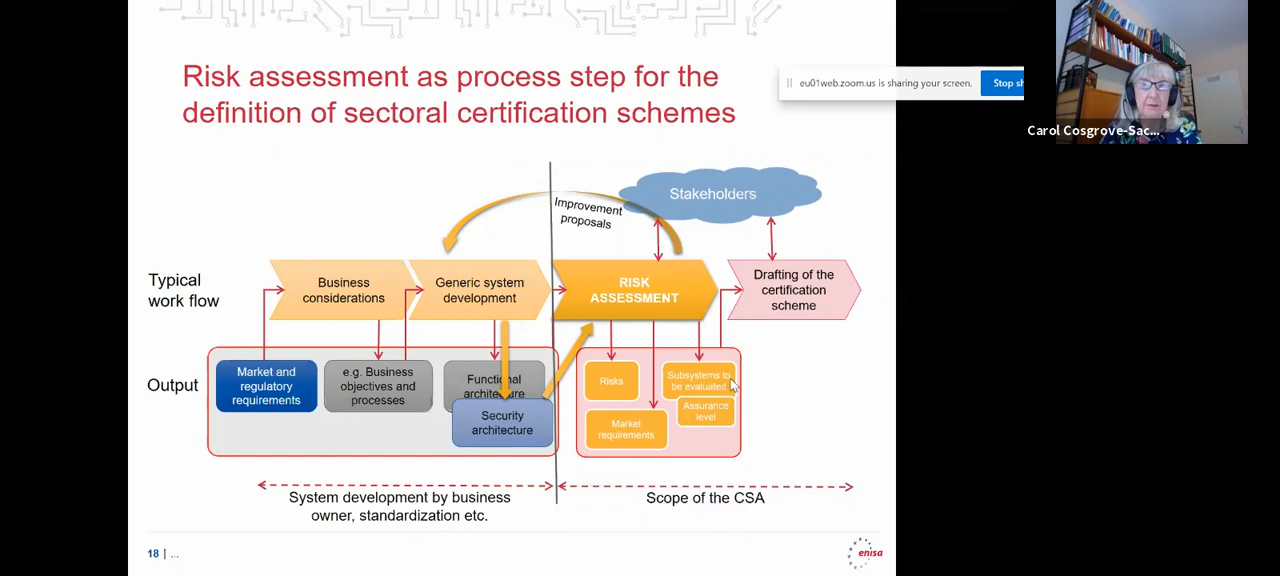 Risk assessment as process step for the
definition of sectoral certification schemes
eu01web.zoom.us is sharing your screen.
Stop sh
Carol Cosgrove-Sac...
Stakeholders
Improvement
proposals
Typical
work flow
Business
considerations
Generic system
development
RISK
ASSESSMENT
Drafting of the
certification
scheme
Output
Market and
regulatory
requirements
e.g. Business
objectives and
processes
Functional
architecture
Security
architecture
Risks
Market
requirements
Subsystems to
be evaluated
Assurance
level
System development by business
owner, standardization etc.
Scope of the CSA
18 | ...
enisa